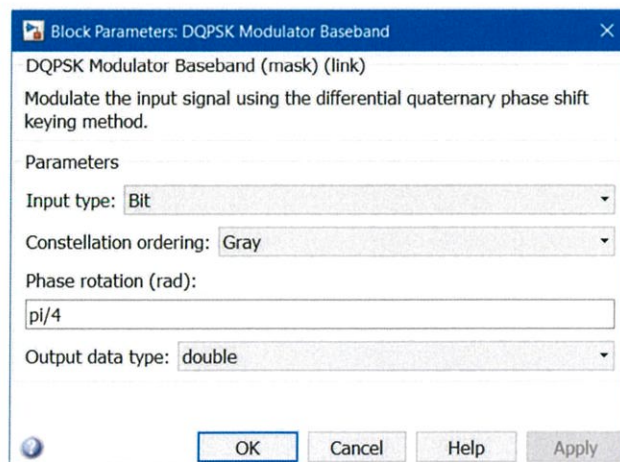 Block Parameters: DQPSK Modulator Baseband
DQPSK Modulator Baseband (mask) (link)
Modulate the input signal using the differential quaternary phase shift
keying method.
Parameters
Input type: Bit
Constellation ordering: Gray
Phase rotation (rad):
pi/4
Output data type: double
OK Cancel Help Apply